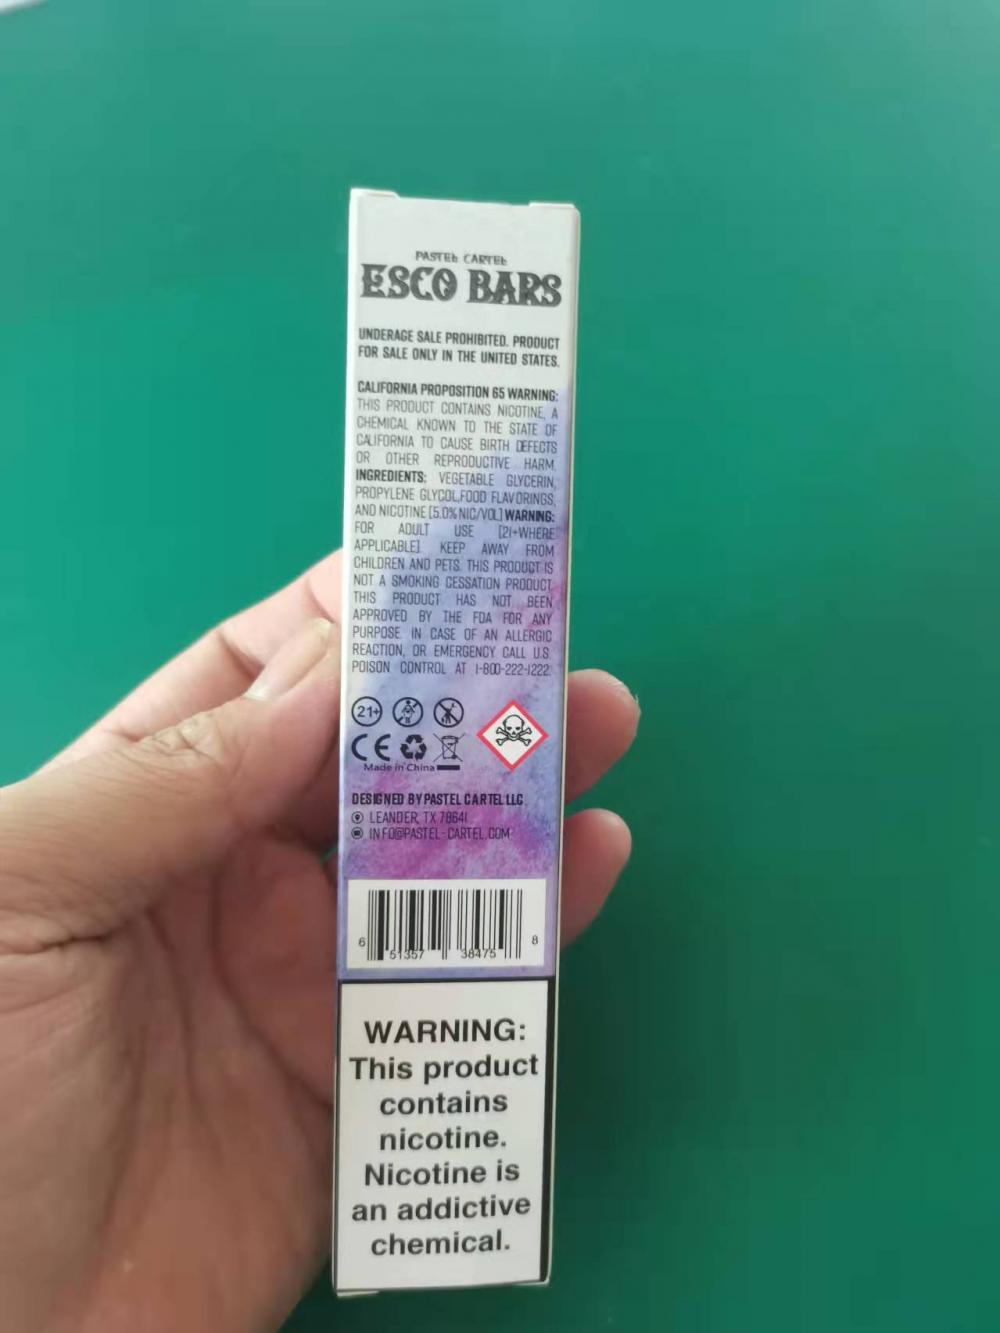 PASTEL CARTEL
ESCO BARS
UNDERAGE SALE PROHIBITED. PRODUCT
FOR SALE ONLY IN THE UNITED STATES.
CALIFORNIA PROPOSITION 65 WARNING:
THIS PRODUCT CONTAINS NICOTINE, A
CHEMICAL KNOWN TO THE STATE OF
CALIFORNIA TO CAUSE BIRTH DEFECTS
OR OTHER REPRODUCTIVE HARM.
INGREDIENTS: VEGETABLE GLYCERIN,
PROPYLENE GLYCOL,FOOD FLAVORINGS,
AND NICOTINE [5.0% NIC/VOL] WARNING:
FOR ADULT USE [21+WHERE
APPLICABLE] KEEP AWAY FROM
CHILDREN AND PETS. THIS PRODUCT IS
NOT A SMOKING CESSATION PRODUCT.
THIS PRODUCT HAS NOT BEEN
APPROVED BY THE FDA FOR ANY
PURPOSE. IN CASE OF AN ALLERGIC
REACTION, OR EMERGENCY CALL U.S.
POISON CONTROL AT 1-800-222-1222.
21+
CE
Made in China
DESIGNED BY PASTEL CARTEL LLC
LEANDER, TX 78641
INFO@PASTEL-CARTEL.COM
6 51357 38475 8
WARNING:
This product
contains
nicotine.
Nicotine is
an addictive
chemical.